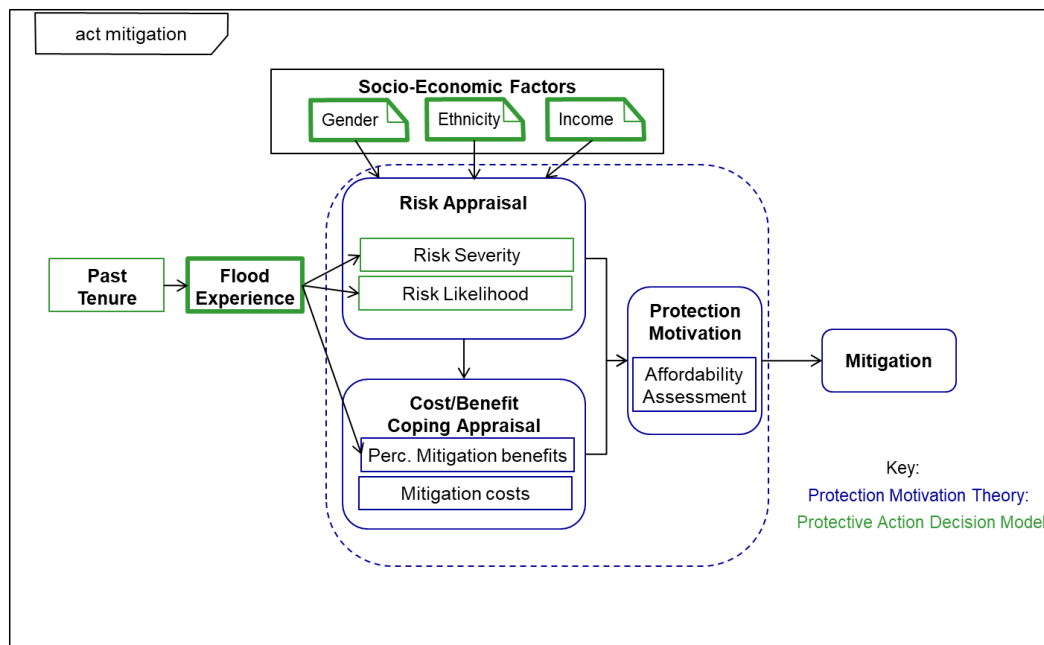 act mitigation
Socio-Economic Factors
Gender
Ethnicity
Income
Risk Appraisal
Risk Severity
Risk Likelihood
Past
Tenure
Flood
Experience
Protection
Motivation
Affordability
Assessment
Mitigation
Cost/Benefit
Coping Appraisal
Perc. Mitigation benefits
Mitigation costs
Key:
Protection Motivation Theory:
Protective Action Decision Model